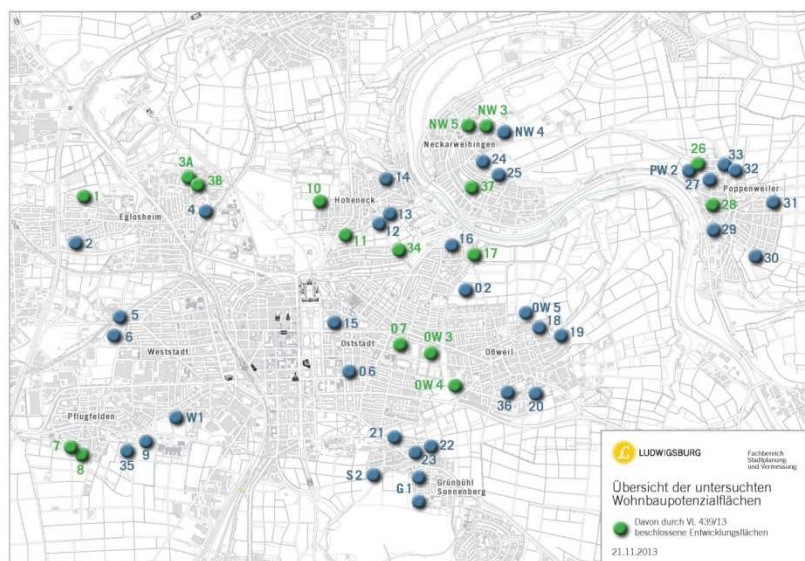 NW 3
NW 5
NW 4
Neckarweihingen
3A
3B
14
24
26
33
PW 2
32
25
27
Poppenweiler
1
10
Hoheneck
37
31
Eglosheim
4
13
28
12
2
11
34
16
17
29
30
O2
5
OW 5
15
18
6
19
Weststadt
Oststadt
O7
OW 3
Oßweil
O6
OW 4
36
20
Pflugfelden
W1
21
7
9
22
8
35
23
S2
G1
Grünbühl
Sonnenberg
LUDWIGSBURG
Fachbereich
Stadtplanung
und Vermessung
Übersicht der untersuchten
Wohnbaupotenzialflächen
Davon durch VL 439/13
beschlossene Entwicklungsflächen
21.11.2013